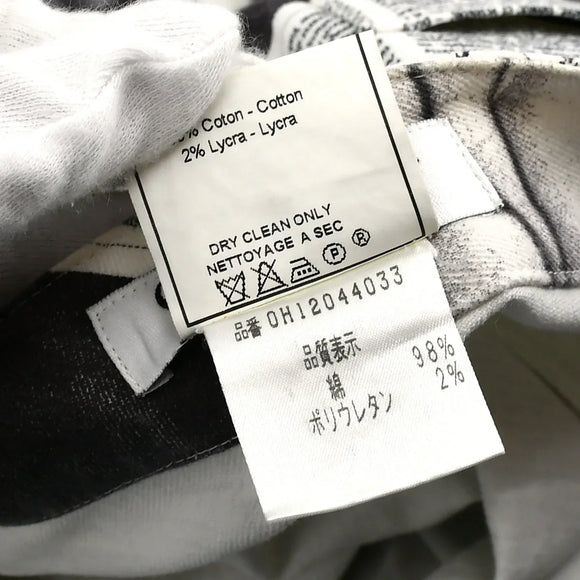 % Coton - Cotton
2% Lycra - Lycra
DRY CLEAN ONLY
NETTOYAGE A SEC
P ®
品番 OH12044033
品質表示
綿 98%
ポリウレタン 2%